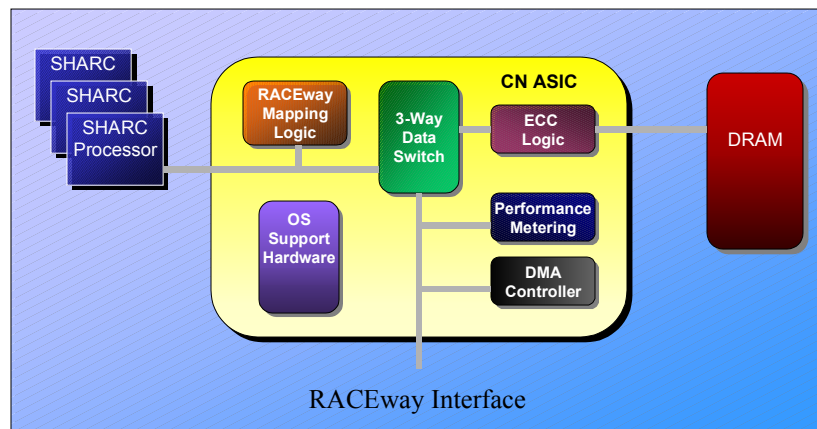 SHARC
SHARC
SHARC
Processor
CN ASIC
RACEway
Mapping
Logic
3-Way
Data
Switch
ECC
Logic
DRAM
OS
Support
Hardware
Performance
Metering
DMA
Controller
RACEway Interface